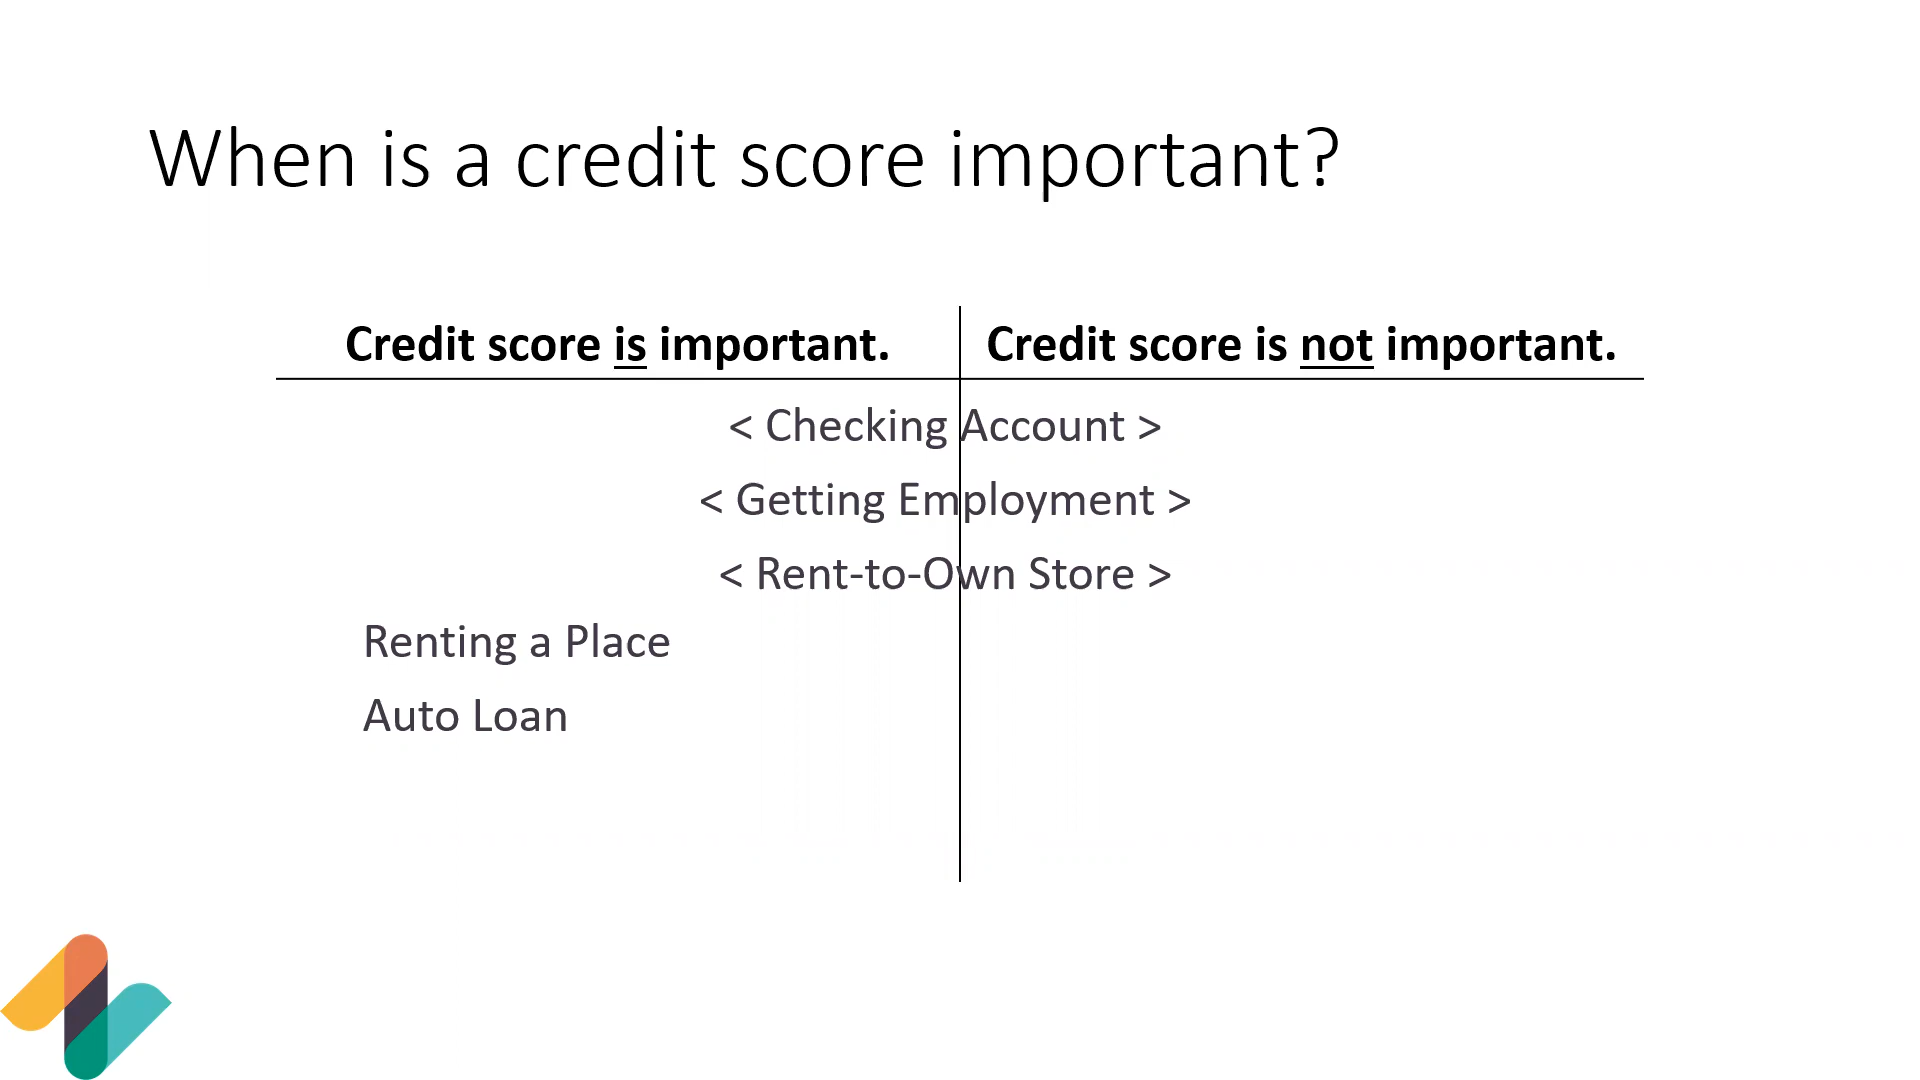 When is a credit score important?
Credit score is important.
Credit score is not important.
< Checking Account >
< Getting Employment >
< Rent-to-Own Store >
Renting a Place
Auto Loan